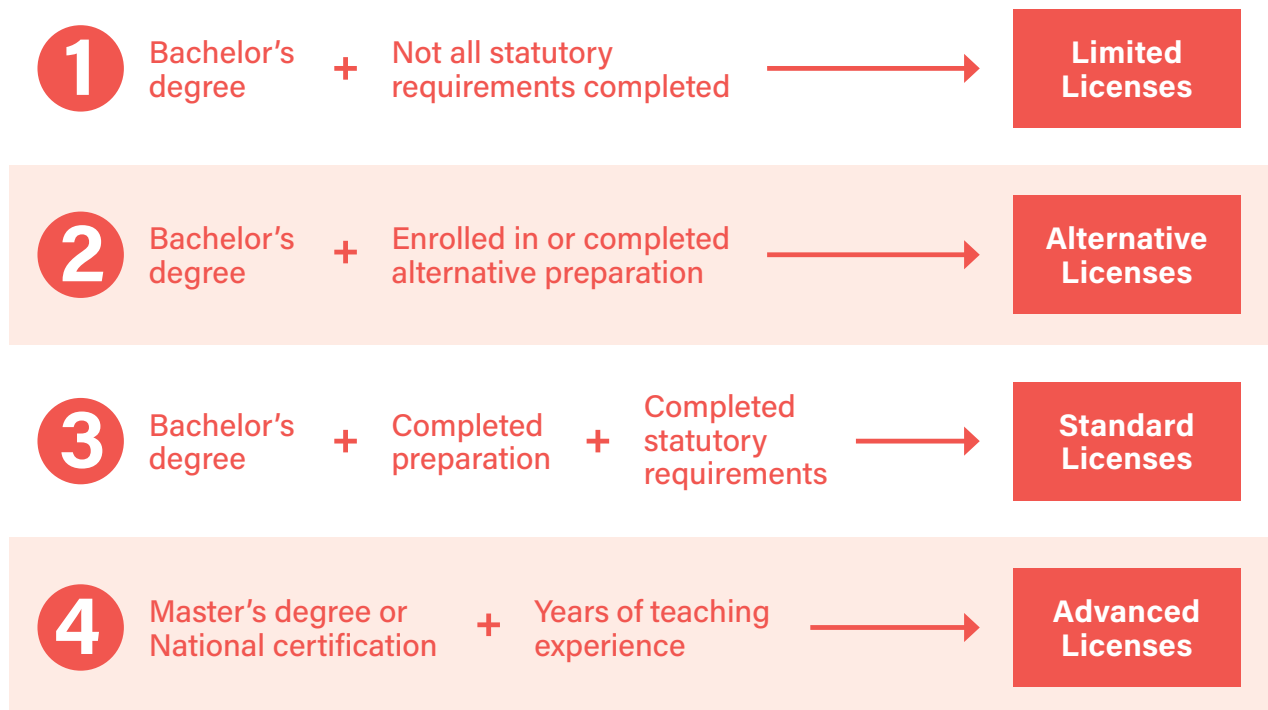 1
Bachelor’s
degree
+
Not all statutory
requirements completed
Limited
Licenses
2
Bachelor’s
degree
+
Enrolled in or completed
alternative preparation
Alternative
Licenses
3
Bachelor’s
degree
+
Completed
preparation
+
Completed
statutory
requirements
Standard
Licenses
4
Master’s degree or
National certification
+
Years of teaching
experience
Advanced
Licenses